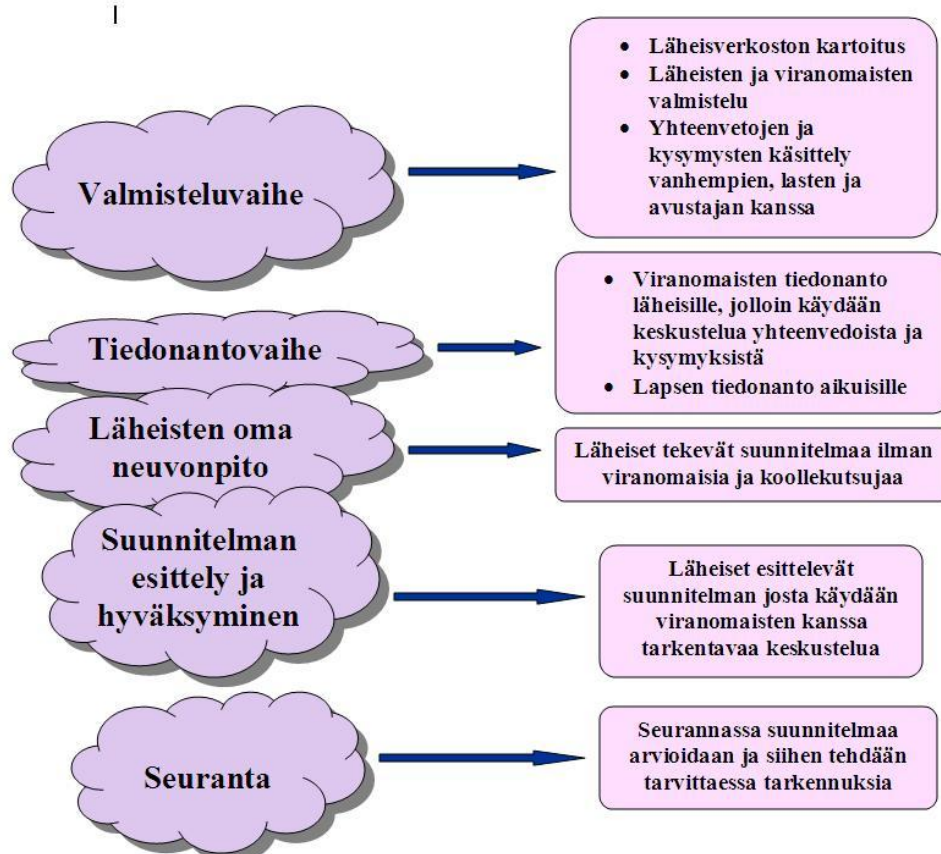 Valmisteluvaihe
• Läheisverkoston kartoitus
• Läheisten ja viranomaisten
valmistelu
• Yhteenvetojen ja
kysymysten käsittely
vanhempien, lasten ja
avustajan kanssa
Tiedonantovaihe
• Viranomaisten tiedonanto
läheisille, jolloin käydään
keskustelua yhteenvedoista ja
kysymyksistä
• Lapsen tiedonanto aikuisille
Läheisten oma
neuvonpito
Läheiset tekevät suunnitelmaa ilman
viranomaisia ja koollekutsujaa
Suunnitelman
esittely ja
hyväksyminen
Läheiset esittelevät
suunnitelman josta käydään
viranomaisten kanssa
tarkentavaa keskustelua
Seuranta
Seurannassa suunnitelmaa
arvioidaan ja siihen tehdään
tarvittaessa tarkennuksia